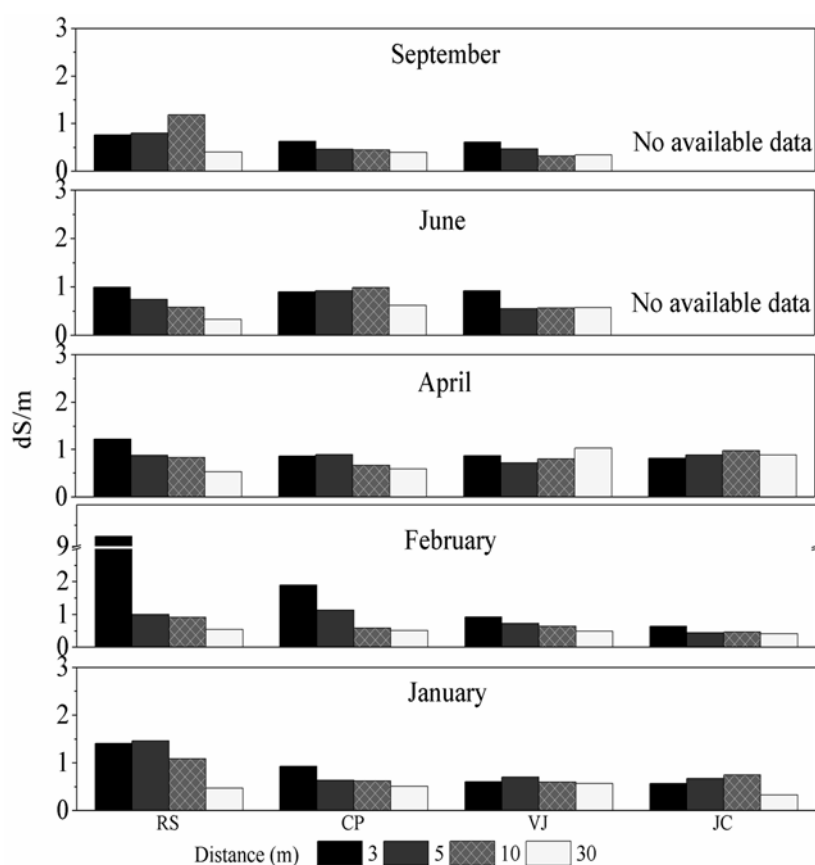 3
September
2
1
No available data
0
3
June
2
1
No available data
0
3
April
2
dS/m
1
0
9
February
2
1
0
3
January
2
1
0
RS CP VJ JC
Distance (m) 3 5 10 30